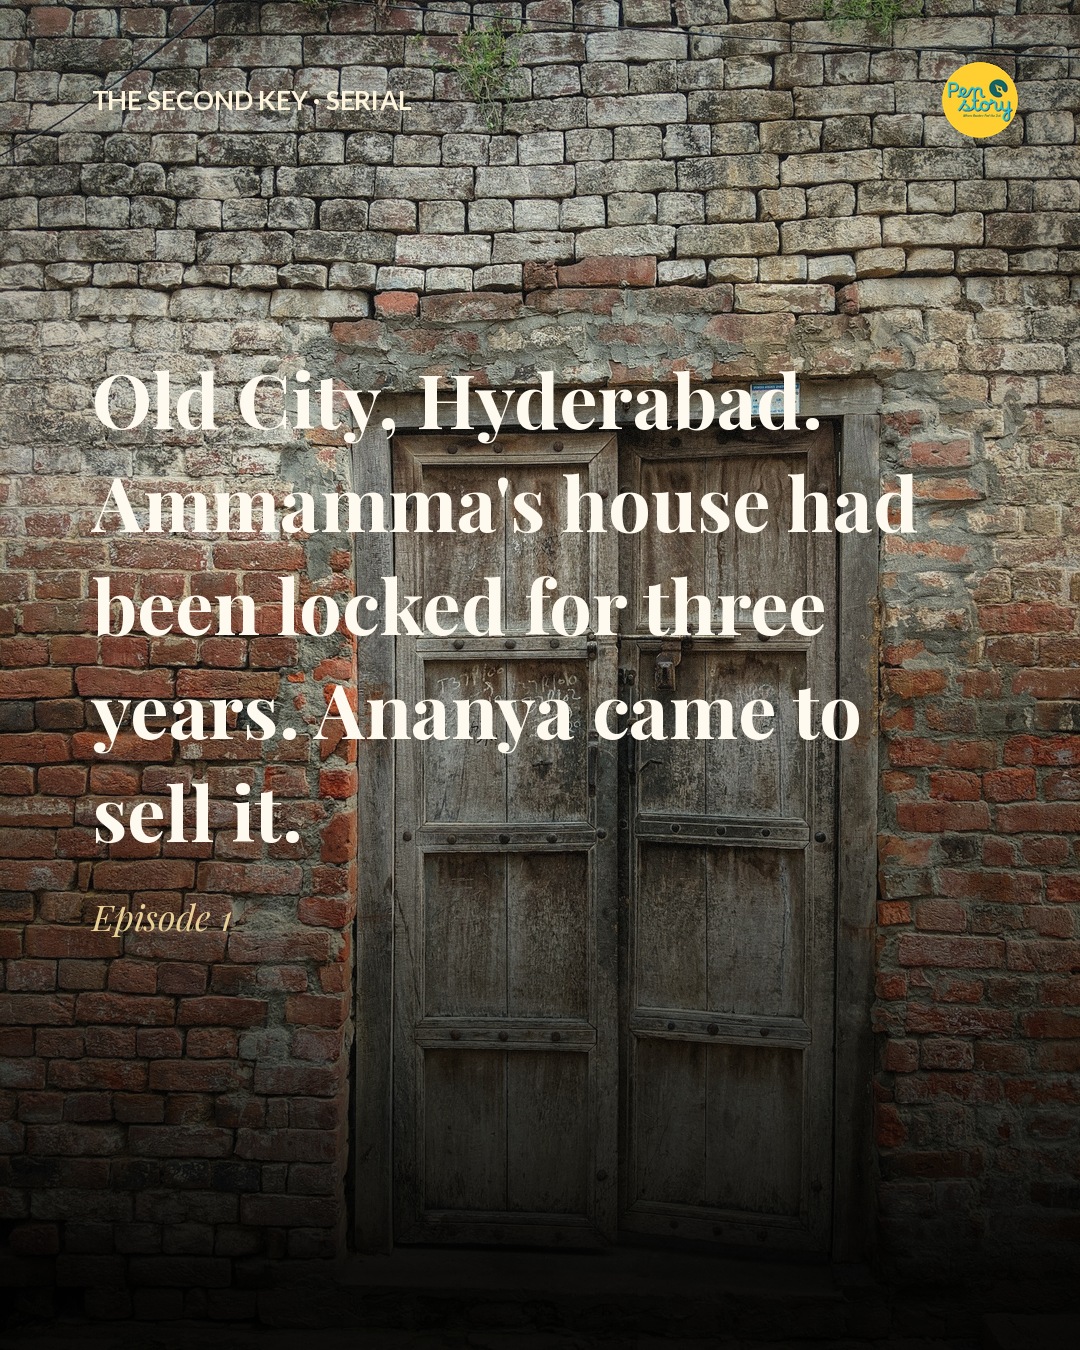 THE SECOND KEY · SERIAL
Pen
story
Old City, Hyderabad.
Ammamma's house had
been locked for three
years. Ananya came to
sell it.
Episode 1